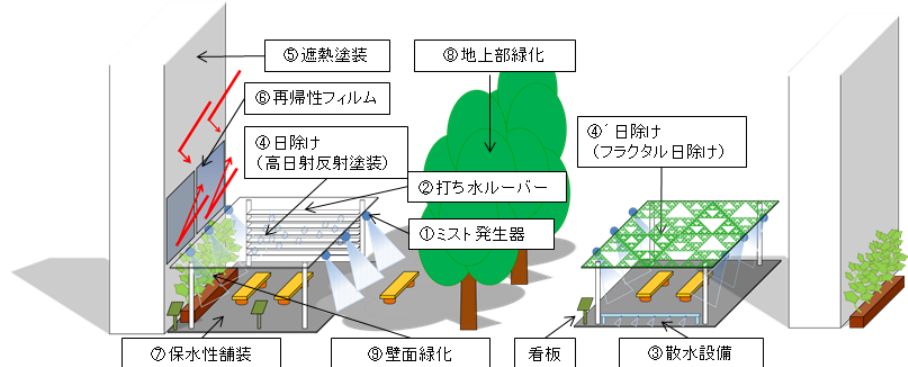 ⑤遮熱塗装
⑧地上部緑化
⑥再帰性フィルム
④日除け
(高日射反射塗装)
④´日除け
(フラクタル日除け)
②打ち水ルーバー
①ミスト発生器
⑦保水性舗装
⑨壁面緑化
看板
③散水設備